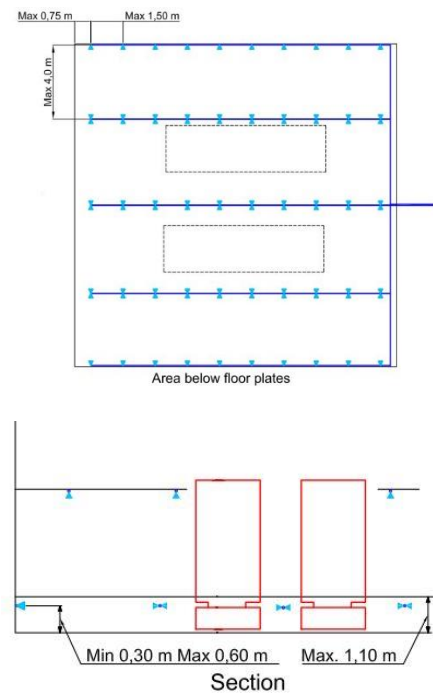 Max 0,75 m
Max 1,50 m
Max 4,0 m
Area below floor plates
Min 0,30 m Max 0,60 m
Max. 1,10 m
Section